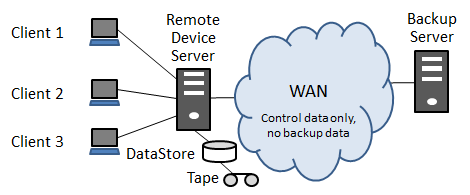 Client 1
Remote
Device
Server
Backup
Server
Client 2
WAN
Control data only,
no backup data
Client 3
DataStore
Tape